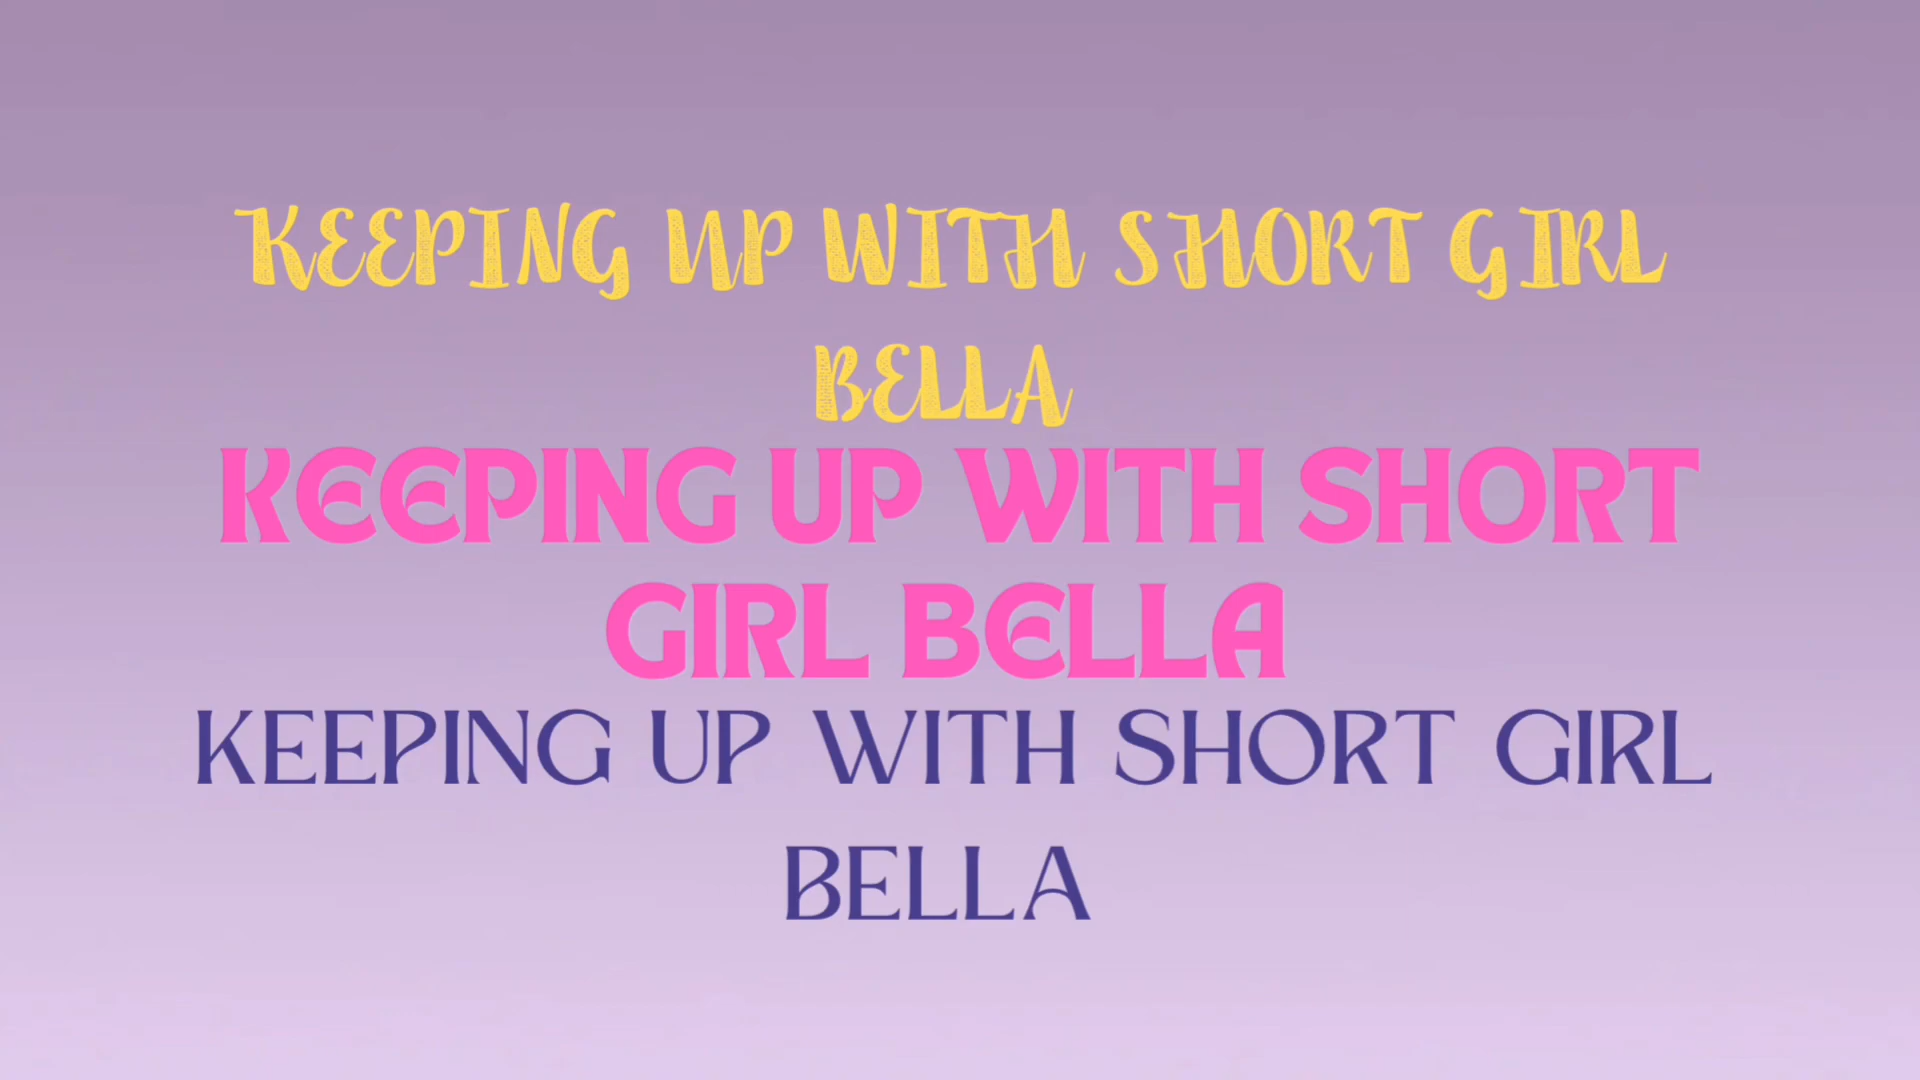 KEEPING UP WITH SHORT GIRL
BELLA
KEEPING UP WITH SHORT
GIRL BELLA
KEEPING UP WITH SHORT GIRL
BELLA